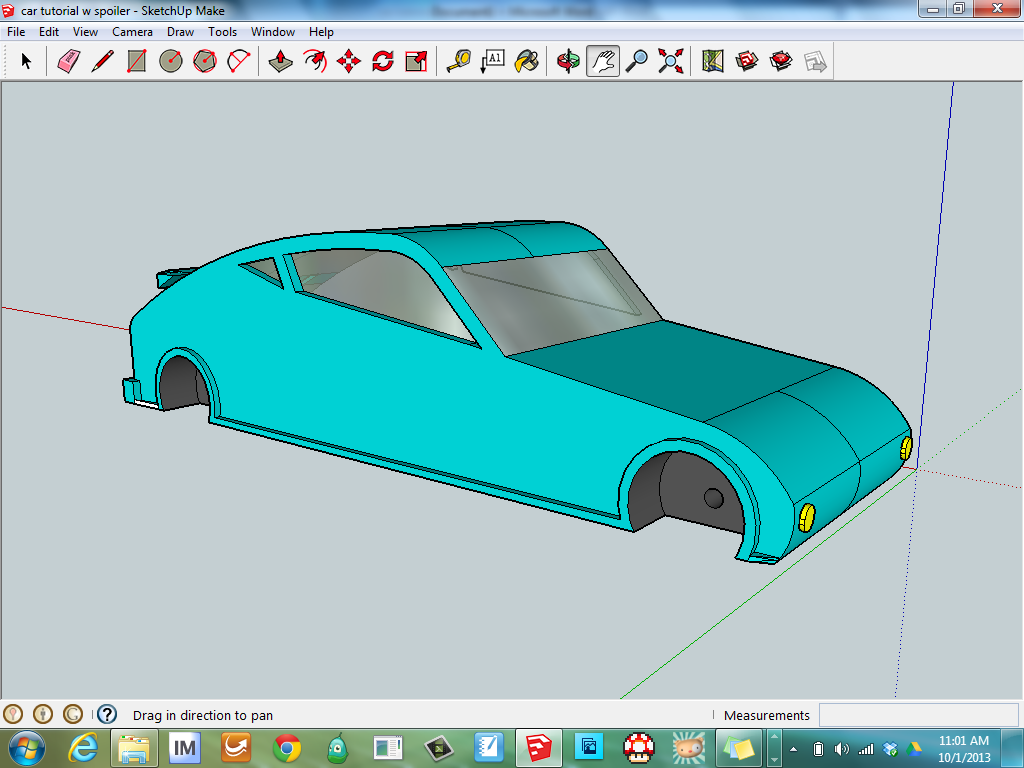 car tutorial w spoiler - SketchUp Make
File Edit View Camera Draw Tools Window Help
A1
Drag in direction to pan
Measurements
IM
11:01 AM
10/1/2013